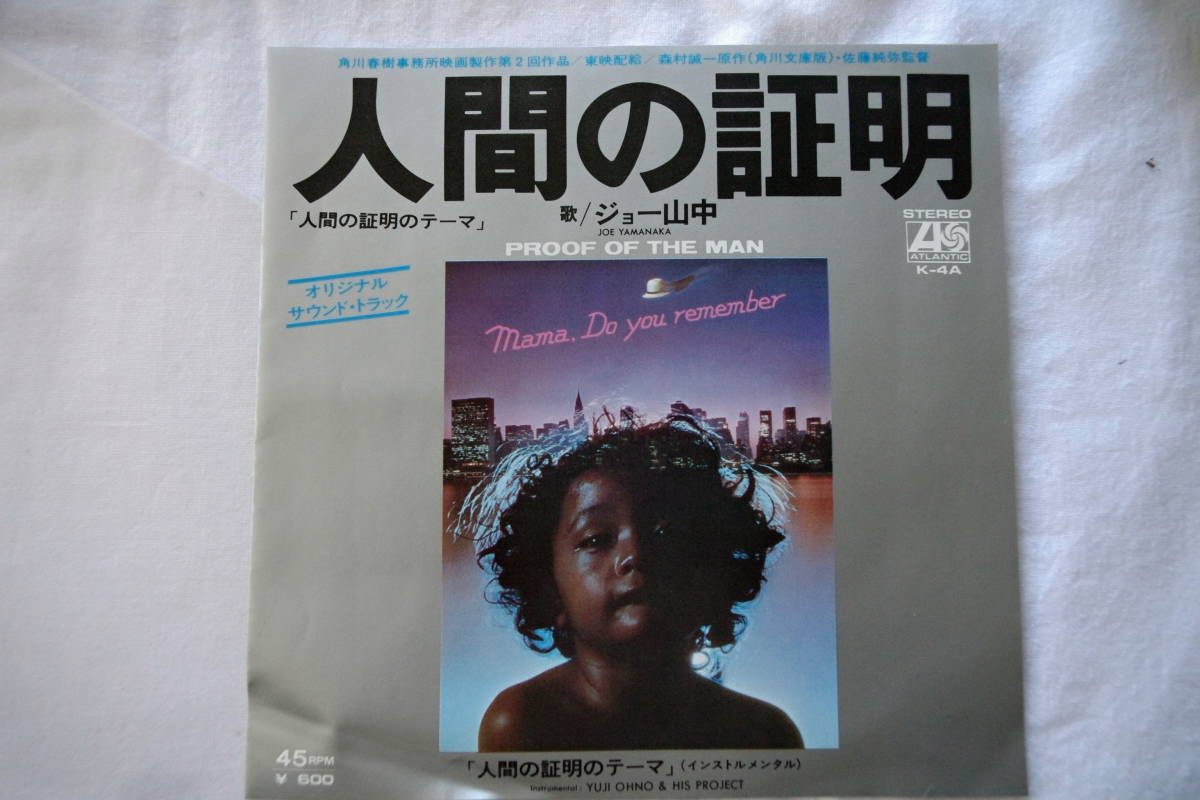 角川春樹事務所映画製作第2回作品／東映配給／森村誠一原作（角川文庫版）・佐藤純弥監督
人間の証明
「人間の証明のテーマ」
歌／ジョー山中
JOE YAMANAKA
PROOF OF THE MAN
STEREO
ATLANTIC
K-4A
オリジナル
サウンド・トラック
Mama, Do you remember
45RPM
¥ 600
「人間の証明のテーマ」（インストルメンタル）
Instrumental: YUJI OHNO & HIS PROJECT